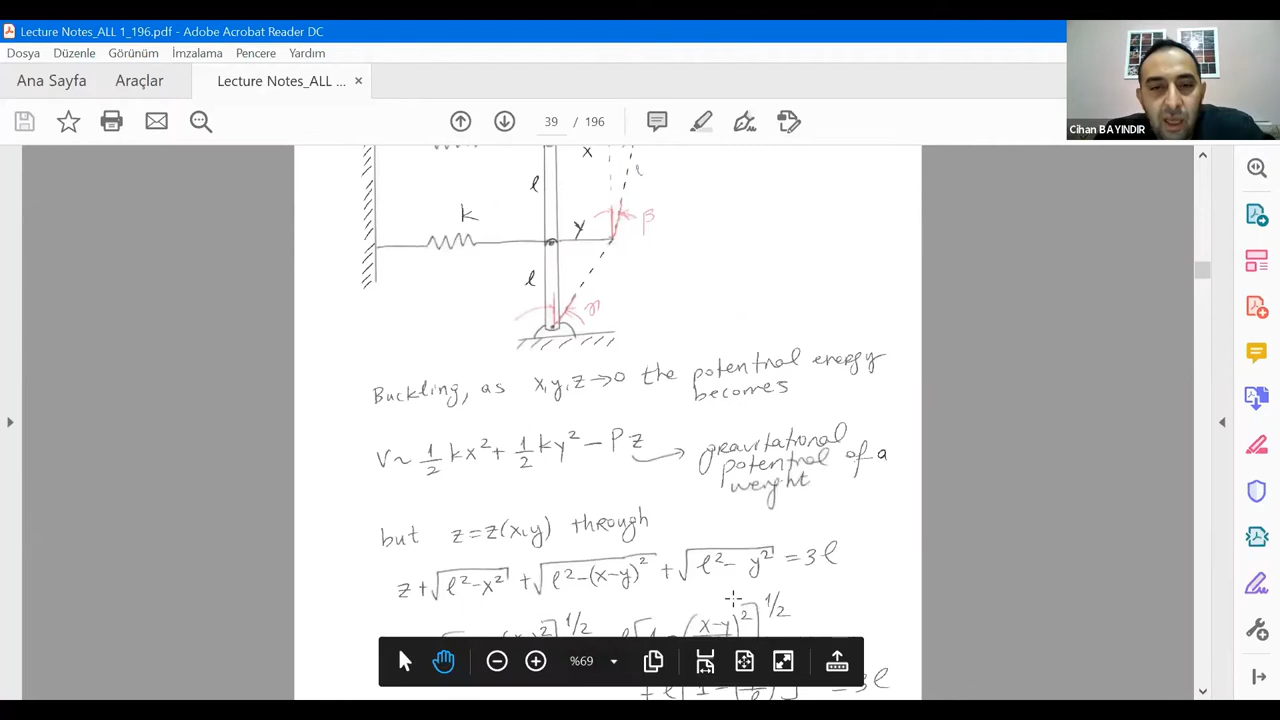 Lecture Notes_ALL 1_196.pdf - Adobe Acrobat Reader DC
Dosya Düzenle Görünüm İmzalama Pencere Yardım
Ana Sayfa Araçlar Lecture Notes_ALL ... ×
39 / 196
Cihan BAYINDIR
x
l
l
k
y
β
l
Buckling, as x, y, z → 0 the potential energy
becomes
V ~ 1/2 kx² + 1/2 ky² − Pz → gravitational
potential of a
weight
but z = z(x,y) through
z + √(l² − x²) + √(l² − (x−y)²) + √(l² − y²) = 3l
%69